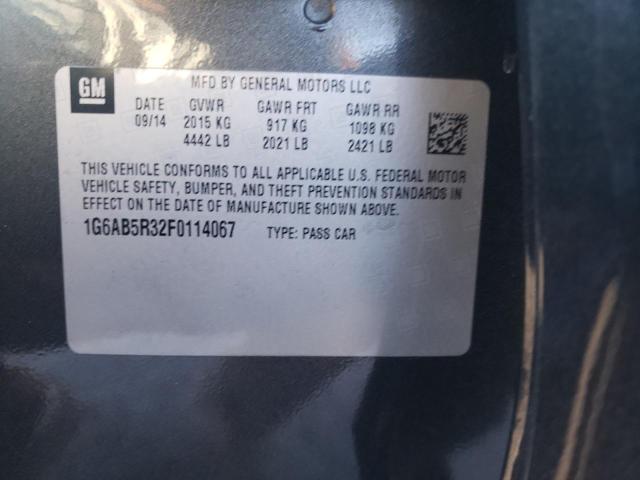 GM
MFD BY GENERAL MOTORS LLC
DATE GVWR GAWR FRT GAWR RR
09/14 2015 KG 917 KG 1098 KG
4442 LB 2021 LB 2421 LB
THIS VEHICLE CONFORMS TO ALL APPLICABLE U.S. FEDERAL MOTOR
VEHICLE SAFETY, BUMPER, AND THEFT PREVENTION STANDARDS IN
EFFECT ON THE DATE OF MANUFACTURE SHOWN ABOVE.
1G6AB5R32F0114067 TYPE: PASS CAR